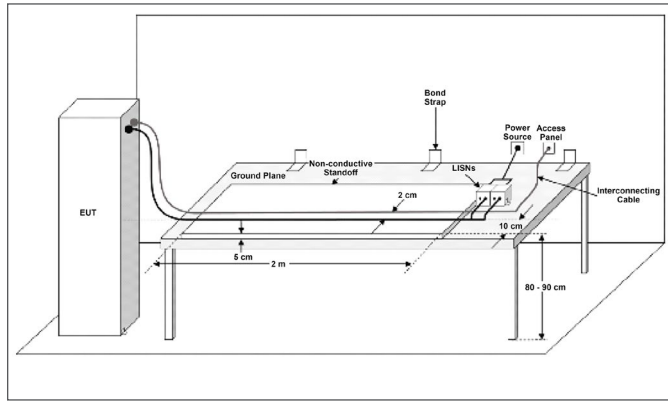 Bond
Strap
Power
Source
Access
Panel
Non-conductive
Standoff
LISNs
Ground Plane
Interconnecting
Cable
2 cm
EUT
10 cm
5 cm
2 m
80 - 90 cm